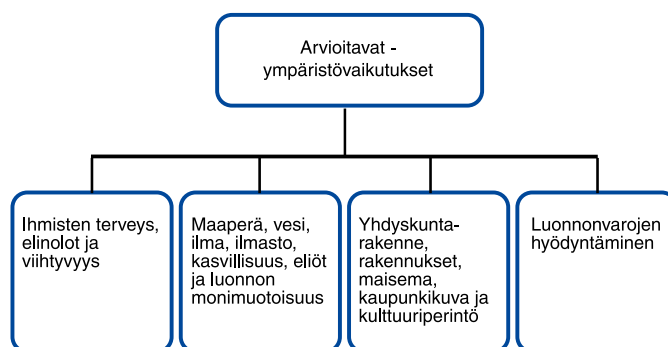 Arvioitavat -
ympäristövaikutukset
Ihmisten terveys,
elinolot ja
viihtyvyys
Maaperä, vesi,
ilma, ilmasto,
kasvillisuus, eliöt
ja luonnon
monimuotoisuus
Yhdyskunta-
rakenne,
rakennukset,
maisema,
kaupunkikuva ja
kulttuuriperintö
Luonnonvarojen
hyödyntäminen